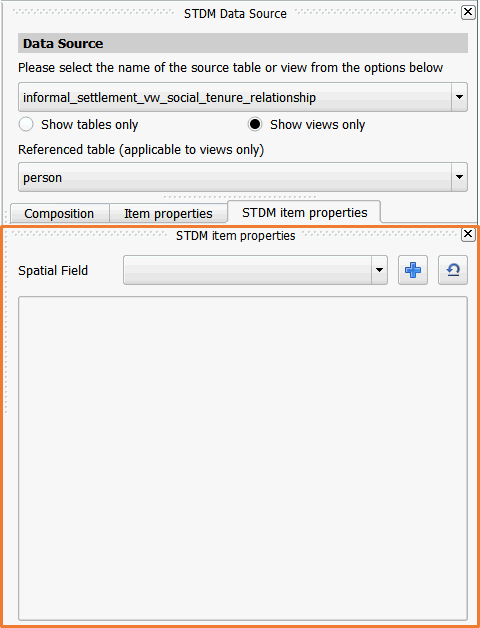 STDM Data Source
Data Source
Please select the name of the source table or view from the options below
informal_settlement_vw_social_tenure_relationship
Show tables only Show views only
Referenced table (applicable to views only)
person
Composition Item properties STDM item properties
STDM item properties
Spatial Field